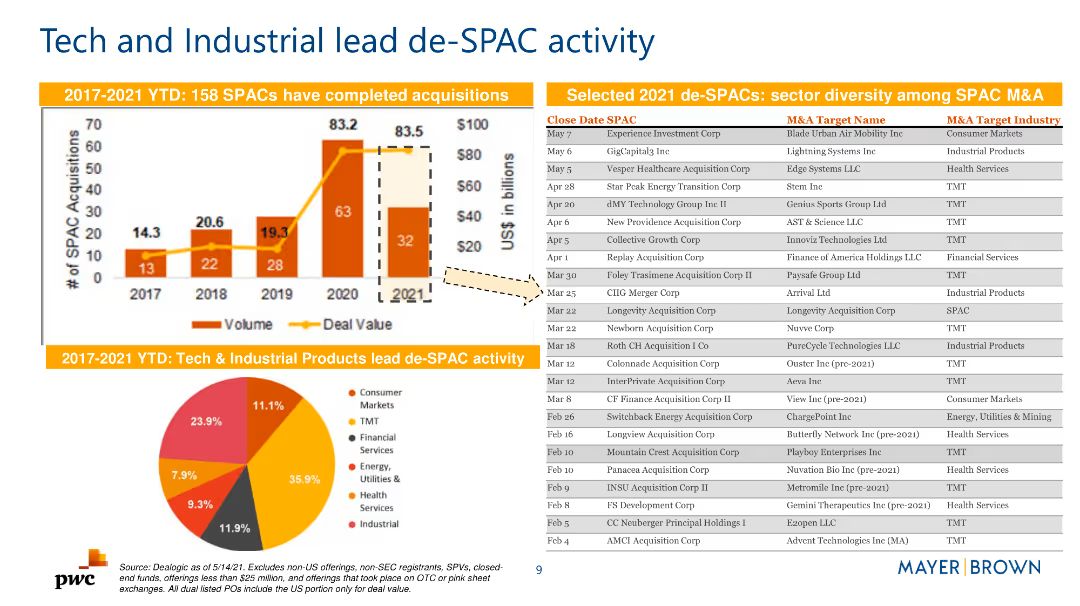 Tech and Industrial lead de-SPAC activity
2017-2021 YTD: 158 SPACs have completed acquisitions
# of SPAC Acquisitions
70
60
50
40
30
20
10
0
14.3
20.6
19.3
83.2
83.5
13
22
28
63
32
$100
$80
$60
$40
$20
US$ in billions
2017 2018 2019 2020 2021
Volume Deal Value
2017-2021 YTD: Tech & Industrial Products lead de-SPAC activity
11.1%
35.9%
11.9%
9.3%
7.9%
23.9%
Consumer
Markets
TMT
Financial
Services
Energy,
Utilities &
Health
Services
Industrial
Selected 2021 de-SPACs: sector diversity among SPAC M&A
Close Date SPAC M&A Target Name M&A Target Industry
May 7 Experience Investment Corp Blade Urban Air Mobility Inc Consumer Markets
May 6 GigCapital3 Inc Lightning Systems Inc Industrial Products
May 5 Vesper Healthcare Acquisition Corp Edge Systems LLC Health Services
Apr 28 Star Peak Energy Transition Corp Stem Inc TMT
Apr 20 dMY Technology Group Inc II Genius Sports Group Ltd TMT
Apr 6 New Providence Acquisition Corp AST & Science LLC TMT
Apr 5 Collective Growth Corp Innoviz Technologies Ltd TMT
Apr 1 Replay Acquisition Corp Finance of America Holdings LLC Financial Services
Mar 30 Foley Trasimene Acquisition Corp II Paysafe Group Ltd TMT
Mar 25 CIIG Merger Corp Arrival Ltd Industrial Products
Mar 22 Longevity Acquisition Corp Longevity Acquisition Corp SPAC
Mar 22 Newborn Acquisition Corp Nuvve Corp TMT
Mar 18 Roth CH Acquisition I Co PureCycle Technologies LLC Industrial Products
Mar 12 Colonnade Acquisition Corp Ouster Inc (pre-2021) TMT
Mar 12 InterPrivate Acquisition Corp Aeva Inc TMT
Mar 8 CF Finance Acquisition Corp II View Inc (pre-2021) Consumer Markets
Feb 26 Switchback Energy Acquisition Corp ChargePoint Inc Energy, Utilities & Mining
Feb 16 Longview Acquisition Corp Butterfly Network Inc (pre-2021) Health Services
Feb 10 Mountain Crest Acquisition Corp Playboy Enterprises Inc TMT
Feb 10 Panacea Acquisition Corp Nuvation Bio Inc (pre-2021) Health Services
Feb 9 INSU Acquisition Corp II Metromile Inc (pre-2021) TMT
Feb 8 FS Development Corp Gemini Therapeutics Inc (pre-2021) Health Services
Feb 5 CC Neuberger Principal Holdings I E2open LLC TMT
Feb 4 AMCI Acquisition Corp Advent Technologies Inc (MA) TMT
pwc
Source: Dealogic as of 5/14/21. Excludes non-US offerings, non-SEC registrants, SPVs, closed-
end funds, offerings less than $25 million, and offerings that took place on OTC or pink sheet
exchanges. All dual listed POs include the US portion only for deal value.
9
MAYER BROWN